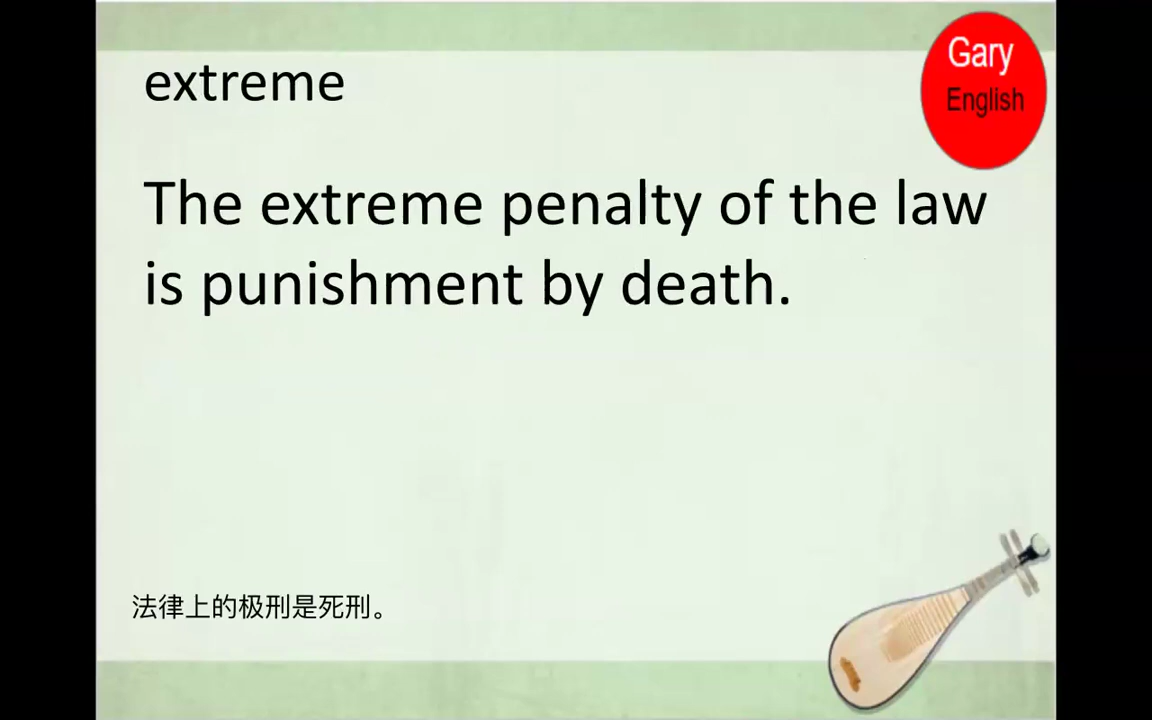 extreme
Gary
English
The extreme penalty of the law
is punishment by death.
法律上的极刑是死刑。